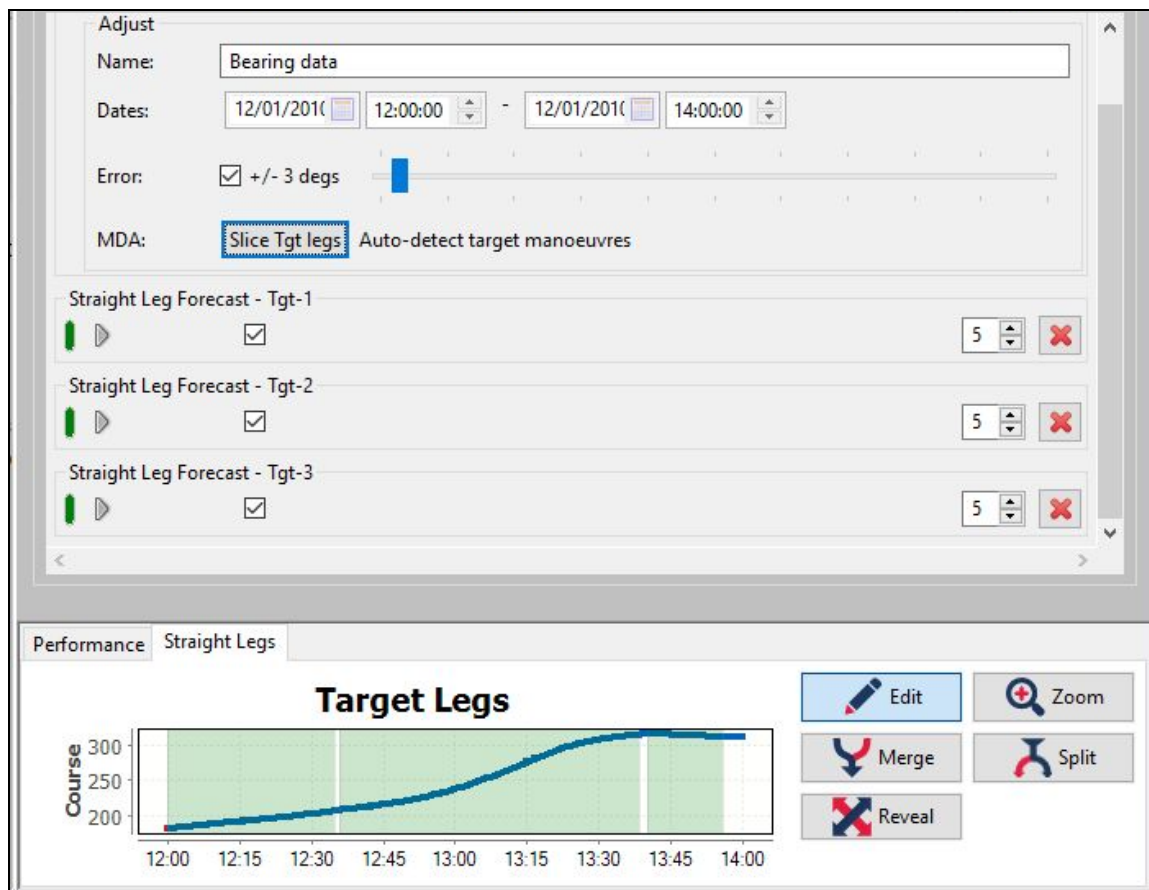 Adjust
Name: Bearing data
Dates: 12/01/2010 12:00:00 - 12/01/2010 14:00:00
Error: +/- 3 degs
MDA: Slice Tgt legs Auto-detect target manoeuvres
Straight Leg Forecast - Tgt-1
5
Straight Leg Forecast - Tgt-2
5
Straight Leg Forecast - Tgt-3
5
Performance Straight Legs
Target Legs
Edit Zoom
Merge Split
Reveal
Course
300
250
200
12:00 12:15 12:30 12:45 13:00 13:15 13:30 13:45 14:00